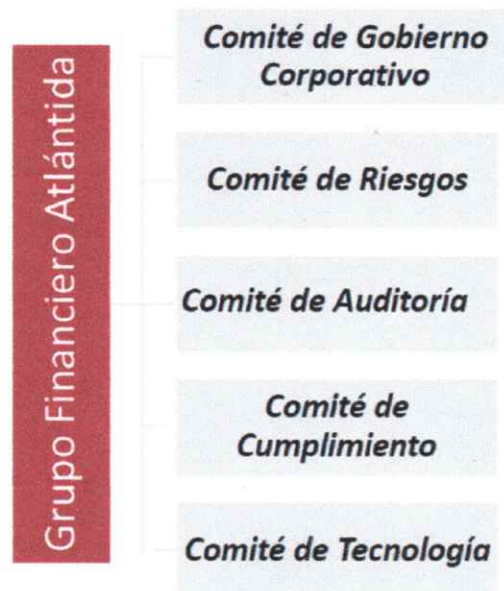 Grupo Financiero Atlántida
Comité de Gobierno
Corporativo
Comité de Riesgos
Comité de Auditoría
Comité de
Cumplimiento
Comité de Tecnología